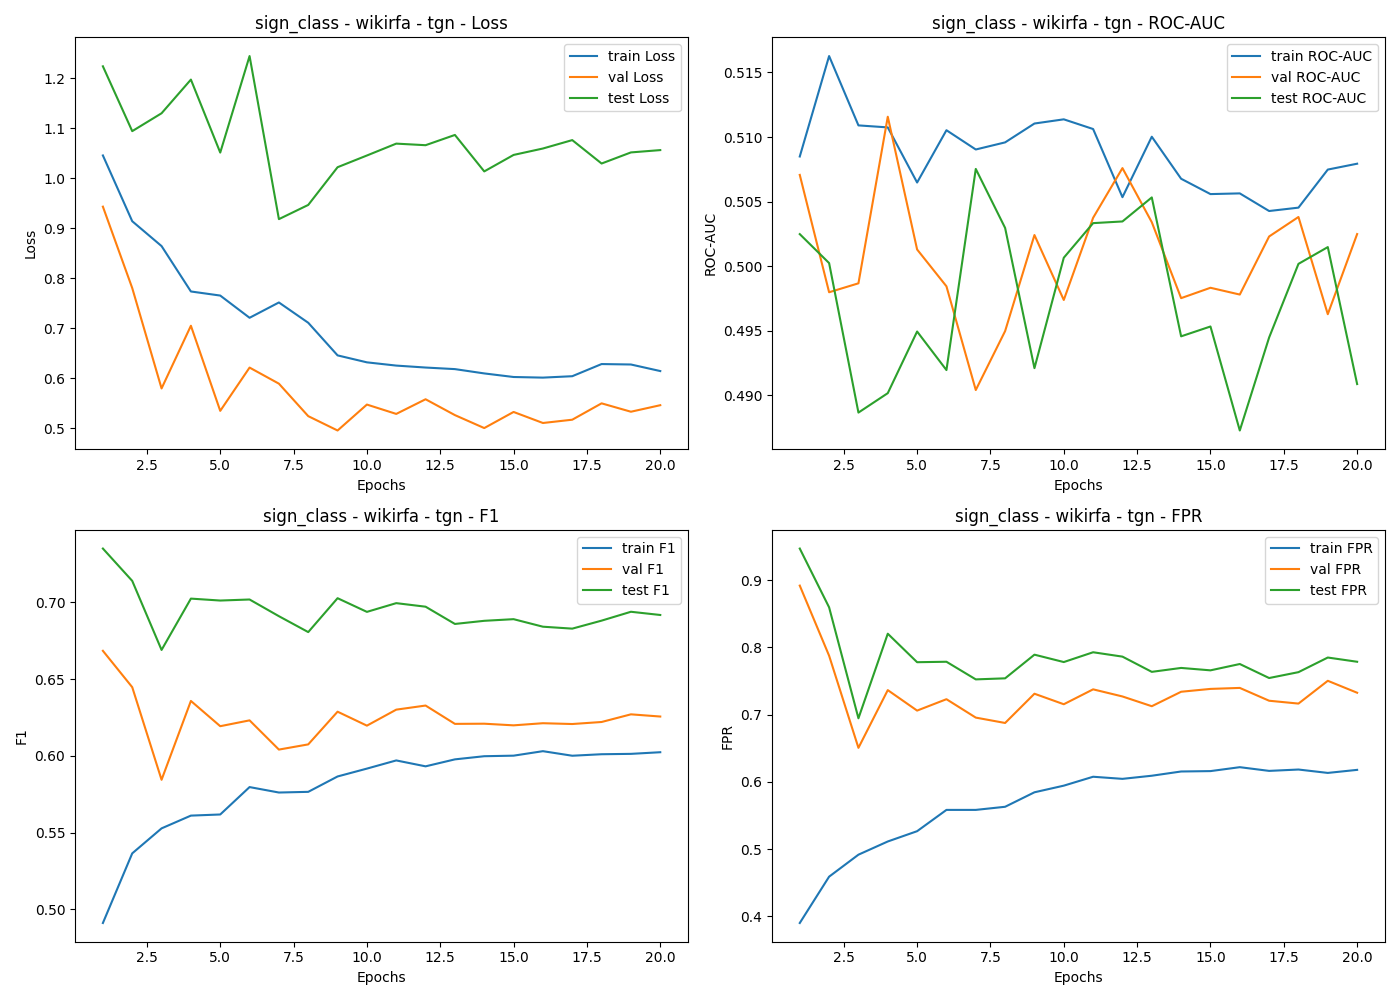 sign_class - wikirfa - tgn - Loss
train Loss
val Loss
test Loss
1.2
1.1
1.0
0.9
0.8
0.7
0.6
0.5
Loss
2.5 5.0 7.5 10.0 12.5 15.0 17.5 20.0
Epochs
sign_class - wikirfa - tgn - ROC-AUC
train ROC-AUC
val ROC-AUC
test ROC-AUC
0.515
0.510
0.505
0.500
0.495
0.490
ROC-AUC
2.5 5.0 7.5 10.0 12.5 15.0 17.5 20.0
Epochs
sign_class - wikirfa - tgn - F1
train F1
val F1
test F1
0.70
0.65
0.60
0.55
0.50
F1
2.5 5.0 7.5 10.0 12.5 15.0 17.5 20.0
Epochs
sign_class - wikirfa - tgn - FPR
train FPR
val FPR
test FPR
0.9
0.8
0.7
0.6
0.5
0.4
FPR
2.5 5.0 7.5 10.0 12.5 15.0 17.5 20.0
Epochs